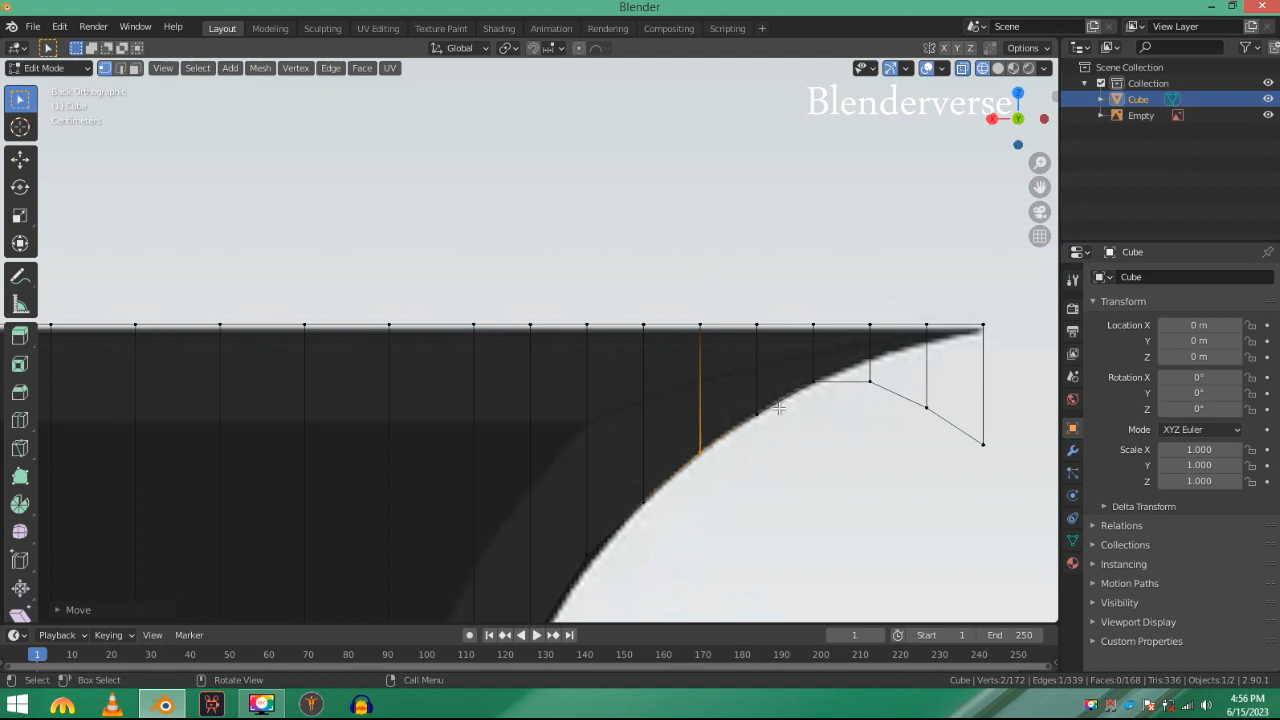 Blender
File Edit Render Window Help Layout Modeling Sculpting UV Editing Texture Paint Shading Animation Rendering Compositing Scripting + Scene View Layer
Global X Y Z Options
Edit Mode View Select Add Mesh Vertex Edge Face UV
Back Orthographic
(1) Cube
Centimeters
Blenderverse
Z
X Y
Scene Collection
Collection
Cube
Empty
Cube
Cube
Transform
Location X 0 m
Y 0 m
Z 0 m
Rotation X 0°
Y 0°
Z 0°
Mode XYZ Euler
Scale X 1.000
Y 1.000
Z 1.000
Delta Transform
Relations
Collections
Instancing
Motion Paths
Visibility
Viewport Display
Custom Properties
Move
Playback Keying View Marker 1 Start 1 End 250
1 10 20 30 40 50 60 70 80 90 100 110 120 130 140 150 160 170 180 190 200 210 220 230 240 250
Select Box Select Rotate View Call Menu Cube | Verts:2/172 | Edges:1/339 | Faces:0/168 | Tris:336 | Objects:1/2 | 2.90.1
REC
4:56 PM
6/15/2023